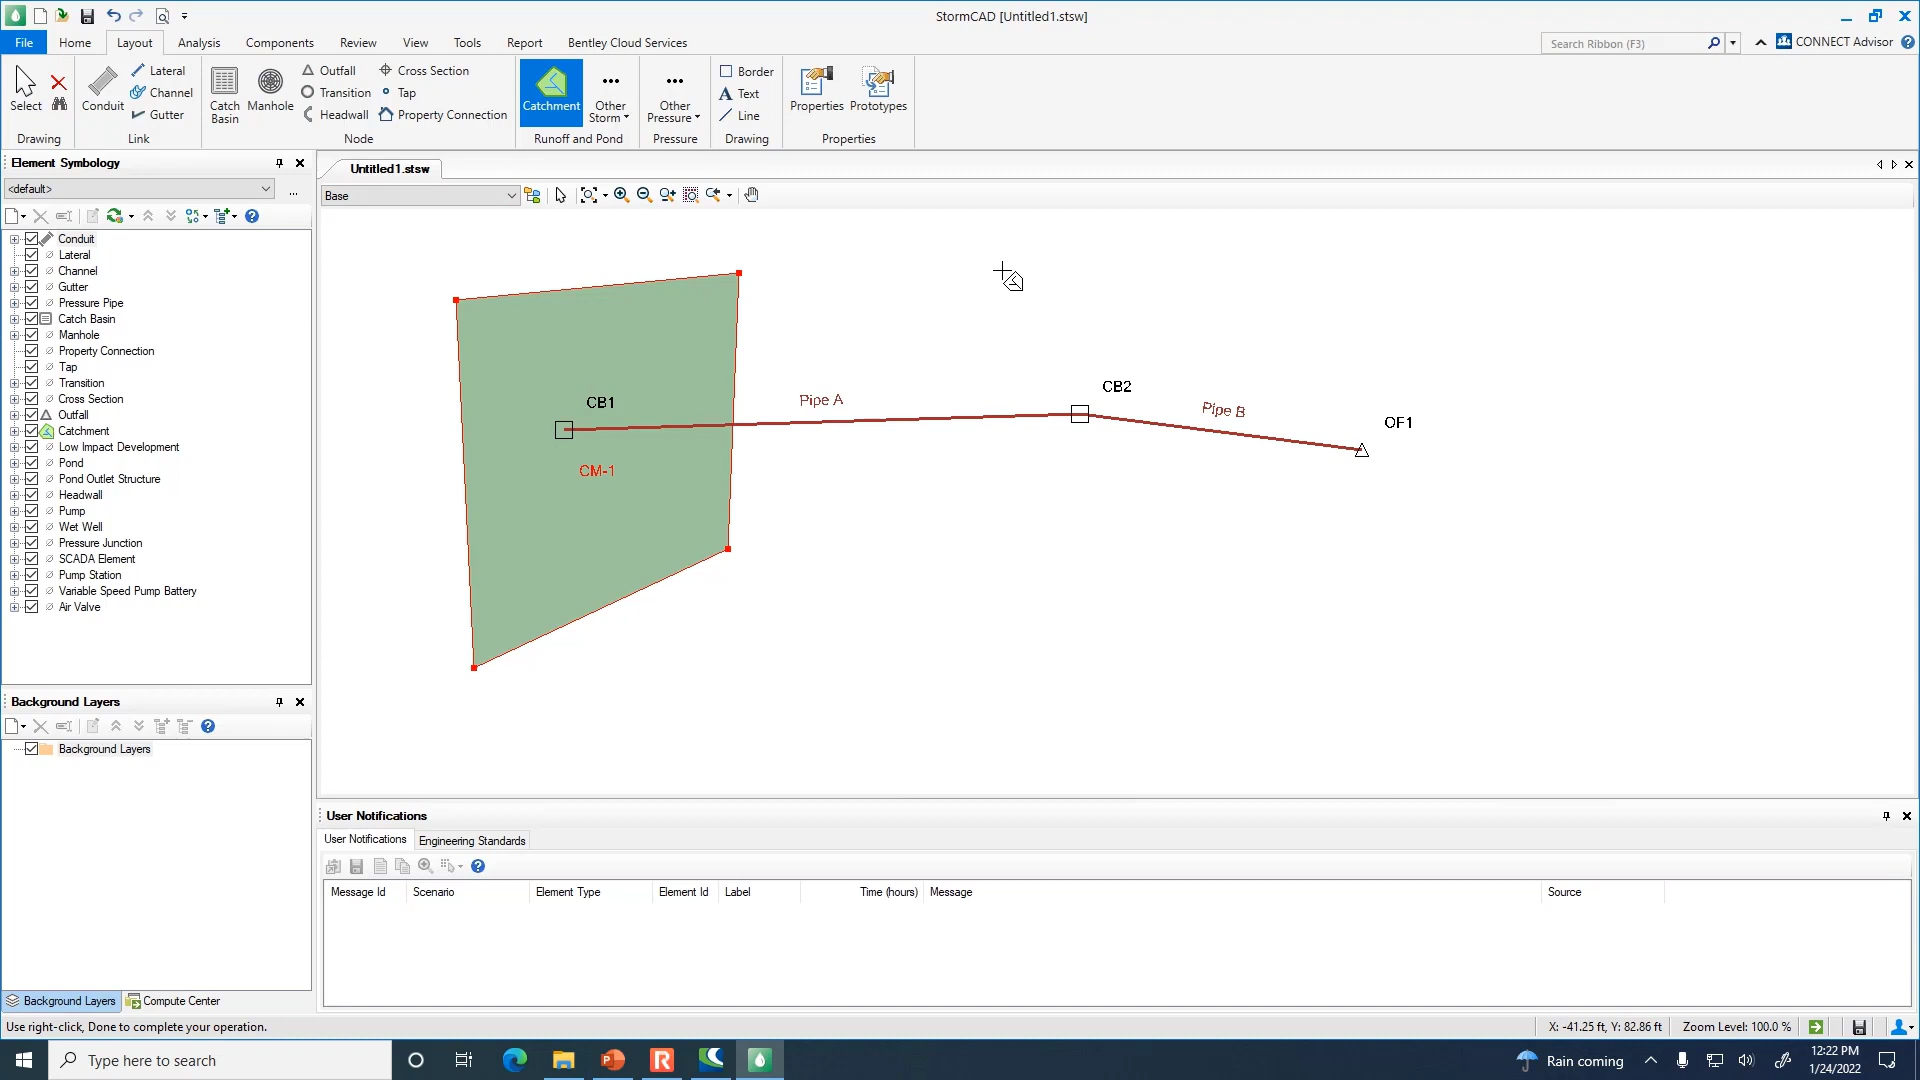 StormCAD [Untitled1.stsw]
File Home Layout Analysis Components Review View Tools Report Bentley Cloud Services
Search Ribbon (F3)
CONNECT Advisor
Select
Drawing
Conduit
Lateral
Channel
Gutter
Link
Catch Basin
Manhole
Outfall
Transition
Headwall
Cross Section
Tap
Property Connection
Node
Catchment
Other Storm
Runoff and Pond
Other Pressure
Pressure
Border
Text
Line
Drawing
Properties
Prototypes
Properties
Element Symbology
<default>
...
Conduit
Lateral
Channel
Gutter
Pressure Pipe
Catch Basin
Manhole
Property Connection
Tap
Transition
Cross Section
Outfall
Catchment
Low Impact Development
Pond
Pond Outlet Structure
Headwall
Pump
Wet Well
Pressure Junction
SCADA Element
Pump Station
Variable Speed Pump Battery
Air Valve
Background Layers
Background Layers
Background Layers
Compute Center
Untitled1.stsw
Base
CB1
CM-1
Pipe A
CB2
Pipe B
OF1
User Notifications
User Notifications
Engineering Standards
Message Id Scenario Element Type Element Id Label Time (hours) Message Source
Use right-click, Done to complete your operation.
X: -41.25 ft, Y: 82.86 ft
Zoom Level: 100.0 %
Type here to search
Rain coming
12:22 PM
1/24/2022